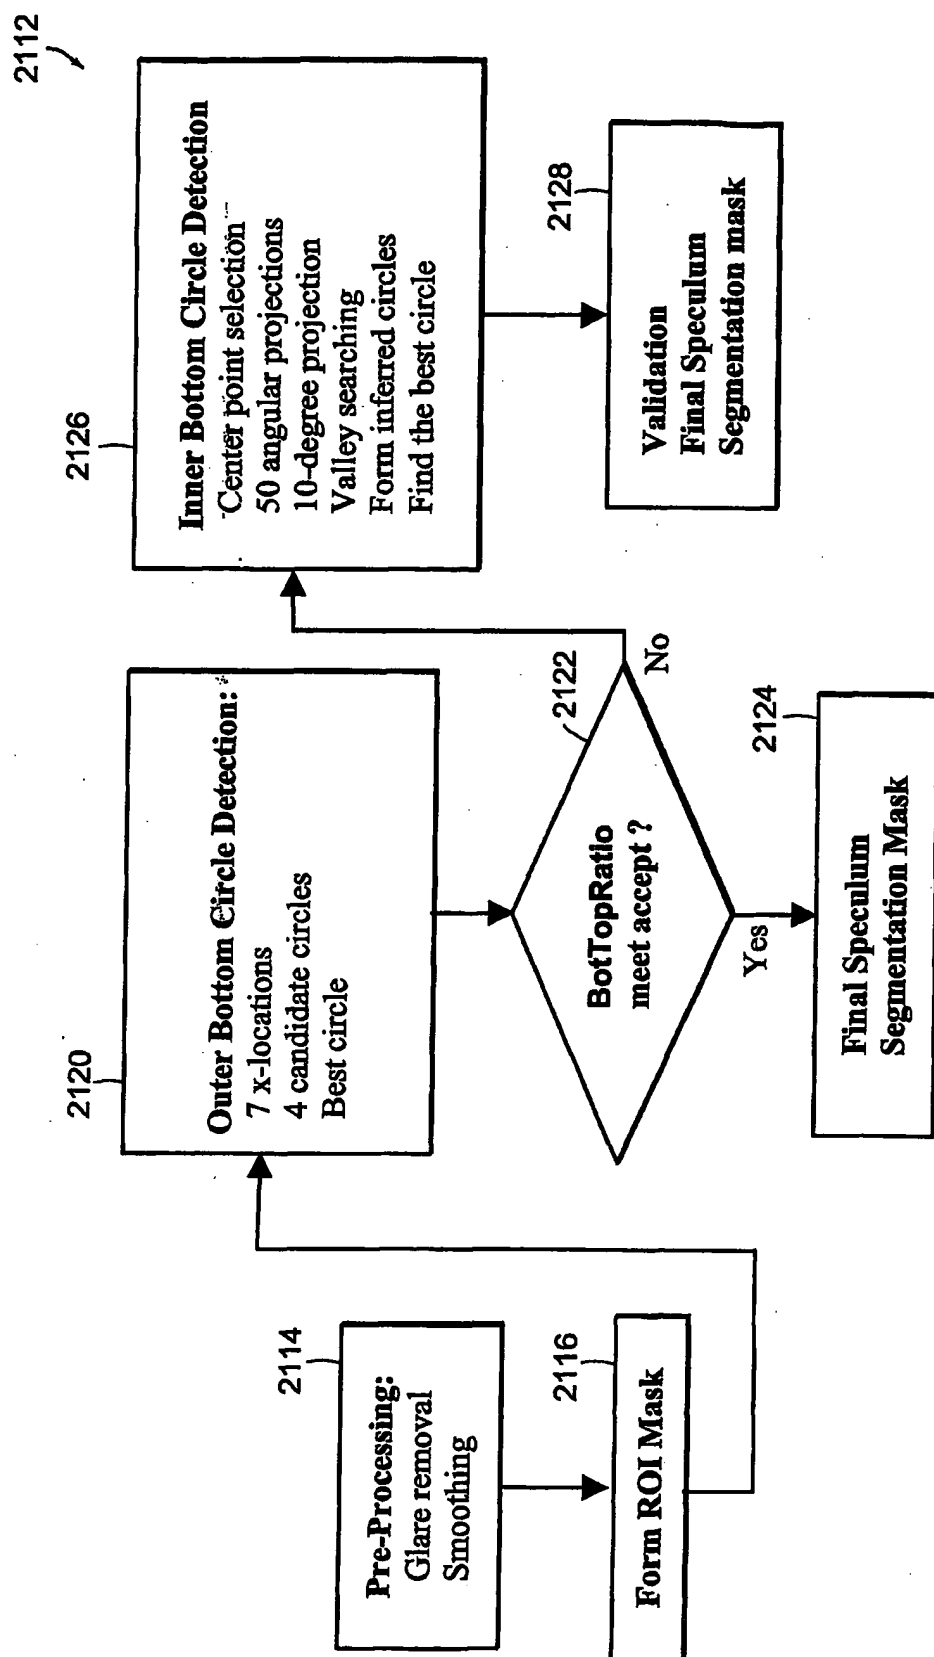 2112
2114
Pre-Processing:
Glare removal
Smoothing
2116
Form ROI Mask
2120
Outer Bottom Circle Detection:
7 x-locations
4 candidate circles
Best circle
2122
BotTopRatio
meet accept ?
Yes
No
2124
Final Speculum
Segmentation Mask
2126
Inner Bottom Circle Detection
Center point selection
50 angular projections
10-degree projection
Valley searching
Form inferred circles
Find the best circle
2128
Validation
Final Speculum
Segmentation mask